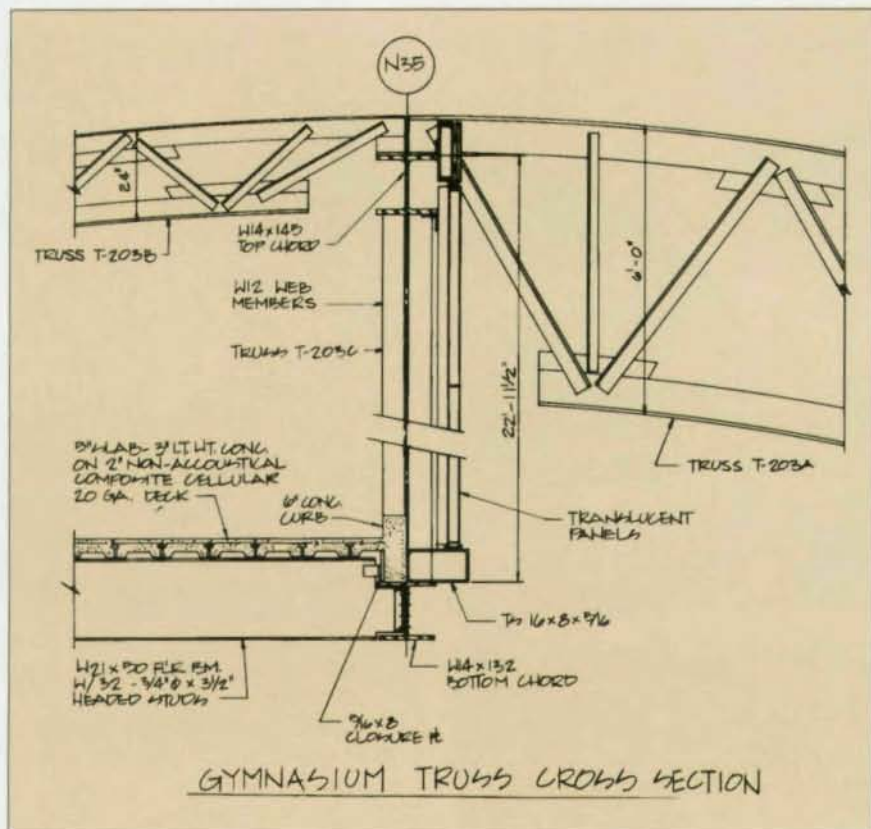 N35
24"
TRUSS T-203B
W14x145
TOP CHORD
W12 WEB
MEMBERS
TRUSS T-203C
6'-0"
22'-11 1/2"
TRUSS T-203A
5" SLAB - 3" LT. WT. CONC.
ON 2" NON-ACCOUSTICAL
COMPOSITE CELLULAR
20 GA. DECK
6" CONC.
CURB
TRANSLUCENT
PANELS
TS 16x8x5/16
W21x50 FLR BM.
W/ 32 - 3/4"φ x 3 1/2"
HEADED STUDS
W14x132
BOTTOM CHORD
5/16x8
CLOSURE PL
GYMNASIUM TRUSS CROSS SECTION